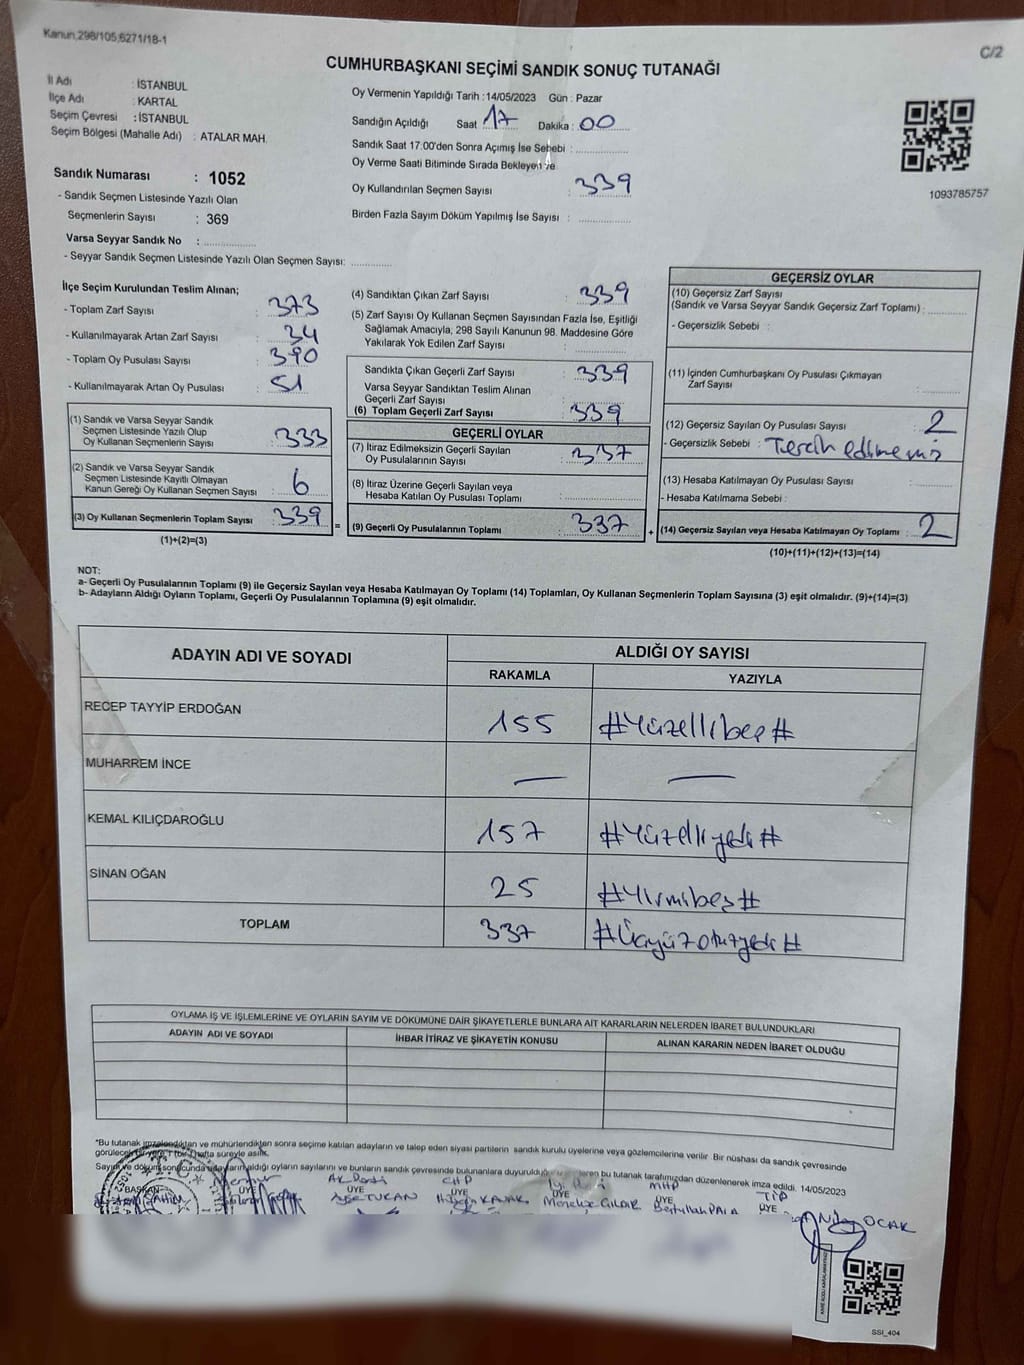 Kanun,298/105,6271/18-1
C/2
CUMHURBAŞKANI SEÇİMİ SANDIK SONUÇ TUTANAĞI
İl Adı : İSTANBUL
İlçe Adı : KARTAL
Seçim Çevresi : İSTANBUL
Seçim Bölgesi (Mahalle Adı) : ATALAR MAH.
Sandık Numarası : 1052
- Sandık Seçmen Listesinde Yazılı Olan
Seçmenlerin Sayısı : 369
Varsa Seyyar Sandık No :
- Seyyar Sandık Seçmen Listesinde Yazılı Olan Seçmen Sayısı:
Oy Vermenin Yapıldığı Tarih :14/05/2023 Gün : Pazar
Sandığın Açıldığı Saat : 17 Dakika : 00
Sandık Saat 17.00'den Sonra Açımış İse Sebebi :
Oy Verme Saati Bitiminde Sırada Bekleyen ve
Oy Kullandırılan Seçmen Sayısı : 339
Birden Fazla Sayım Döküm Yapılmış İse Sayısı :
1093785757
İlçe Seçim Kurulundan Teslim Alınan;
- Toplam Zarf Sayısı : 373
- Kullanılmayarak Artan Zarf Sayısı : 34
- Toplam Oy Pusulası Sayısı : 390
- Kullanılmayarak Artan Oy Pusulası : 51
(1) Sandık ve Varsa Seyyar Sandık
Seçmen Listesinde Yazılı Olup
Oy Kullanan Seçmenlerin Sayısı : 333
(2) Sandık ve Varsa Seyyar Sandık
Seçmen Listesinde Kayıtlı Olmayan
Kanun Gereği Oy Kullanan Seçmen Sayısı : 6
(3) Oy Kullanan Seçmenlerin Toplam Sayısı : 339
(1)+(2)=(3)
(4) Sandıktan Çıkan Zarf Sayısı : 339
(5) Zarf Sayısı Oy Kullanan Seçmen Sayısından Fazla İse, Eşitliği
Sağlamak Amacıyla, 298 Sayılı Kanunun 98. Maddesine Göre
Yakılarak Yok Edilen Zarf Sayısı :
Sandıkta Çıkan Geçerli Zarf Sayısı : 339
Varsa Seyyar Sandıktan Teslim Alınan
Geçerli Zarf Sayısı :
(6) Toplam Geçerli Zarf Sayısı : 339
GEÇERLİ OYLAR
(7) İtiraz Edilmeksizin Geçerli Sayılan
Oy Pusulalarının Sayısı : 337
(8) İtiraz Üzerine Geçerli Sayılan veya
Hesaba Katılan Oy Pusulası Toplamı :
= (9) Geçerli Oy Pusulalarının Toplamı : 337
GEÇERSİZ OYLAR
(10) Geçersiz Zarf Sayısı
(Sandık ve Varsa Seyyar Sandık Geçersiz Zarf Toplamı) :
- Geçersizlik Sebebi :
(11) İçinden Cumhurbaşkanı Oy Pusulası Çıkmayan
Zarf Sayısı :
(12) Geçersiz Sayılan Oy Pusulası Sayısı : 2
- Geçersizlik Sebebi : Tercih edilmemiş
(13) Hesaba Katılmayan Oy Pusulası Sayısı :
- Hesaba Katılmama Sebebi :
+ (14) Geçersiz Sayılan veya Hesaba Katılmayan Oy Toplamı : 2
(10)+(11)+(12)+(13)=(14)
NOT:
a- Geçerli Oy Pusulalarının Toplamı (9) ile Geçersiz Sayılan veya Hesaba Katılmayan Oy Toplamı (14) Toplamları, Oy Kullanan Seçmenlerin Toplam Sayısına (3) eşit olmalıdır. (9)+(14)=(3)
b- Adayların Aldığı Oyların Toplamı, Geçerli Oy Pusulalarının Toplamına (9) eşit olmalıdır.
ADAYIN ADI VE SOYADI ALDIĞI OY SAYISI
RAKAMLA YAZIYLA
RECEP TAYYİP ERDOĞAN 155 #Yüzellibeş#
MUHARREM İNCE — —
KEMAL KILIÇDAROĞLU 157 #Yüzelliyedi#
SİNAN OĞAN 25 #Yirmibeş#
TOPLAM 337 #Üçyüzotuzyedi#
OYLAMA İŞ VE İŞLEMLERİNE VE OYLARIN SAYIM VE DÖKÜMÜNE DAİR ŞİKAYETLERLE BUNLARA AİT KARARLARIN NELERDEN İBARET BULUNDUKLARI
ADAYIN ADI VE SOYADI İHBAR İTİRAZ VE ŞİKAYETİN KONUSU ALINAN KARARIN NEDEN İBARET OLDUĞU
*Bu tutanak imzalendikten ve mühürlendikten sonra seçime katılan adayların ve talep eden siyasi partilerin sandık kurulu üyelerine veya gözlemcilerine verilir. Bir nüshası da sandık çevresinde
görülecek bir yere 1 (bir) hafta süreyle asılır.
Sayım ve döküm sonucunda adayların aldığı oyların sayılarını ve bunların sandık çevresinde bulunanlara duyurulduğunu gösteren bu tutanak tarafımızdan düzenlenerek imza edildi. 14/05/2023
Memur AK Parti CHP İyi Parti MHP TİP
BAŞKAN ÜYE ÜYE ÜYE ÜYE ÜYE
TUKAN KAYAK GILAR Beytullah PALA Nilay OCAK
SSI_404